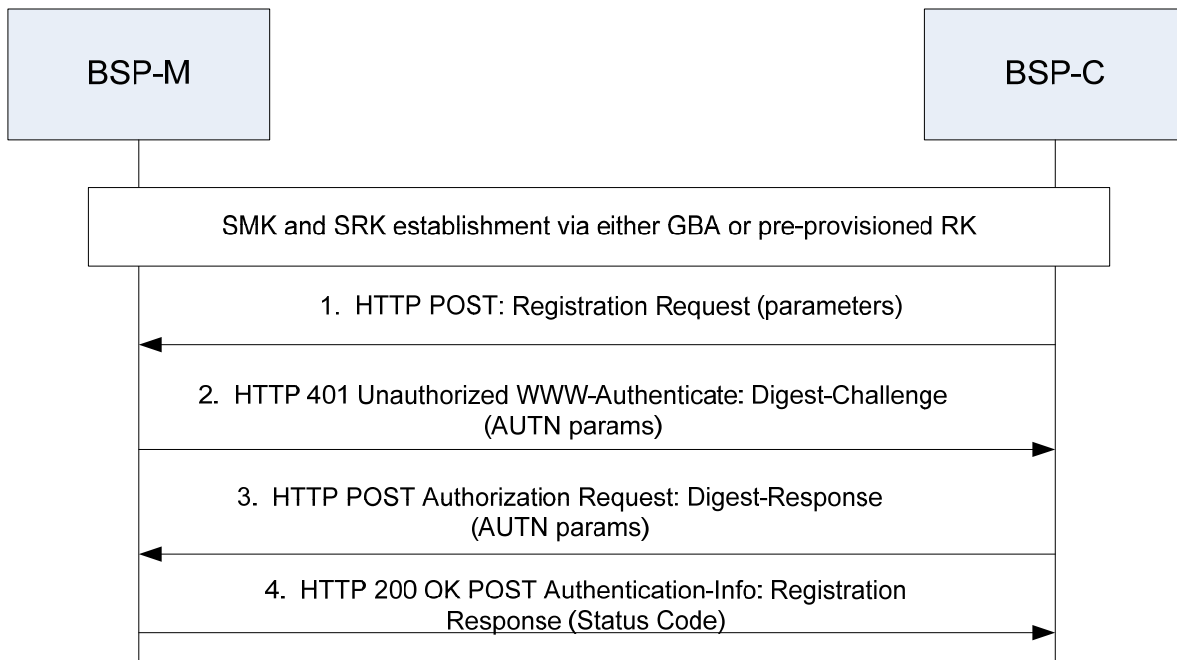 BSP-M
BSP-C
SMK and SRK establishment via either GBA or pre-provisioned RK
1. HTTP POST: Registration Request (parameters)
2. HTTP 401 Unauthorized WWW-Authenticate: Digest-Challenge
(AUTN params)
3. HTTP POST Authorization Request: Digest-Response
(AUTN params)
4. HTTP 200 OK POST Authentication-Info: Registration
Response (Status Code)